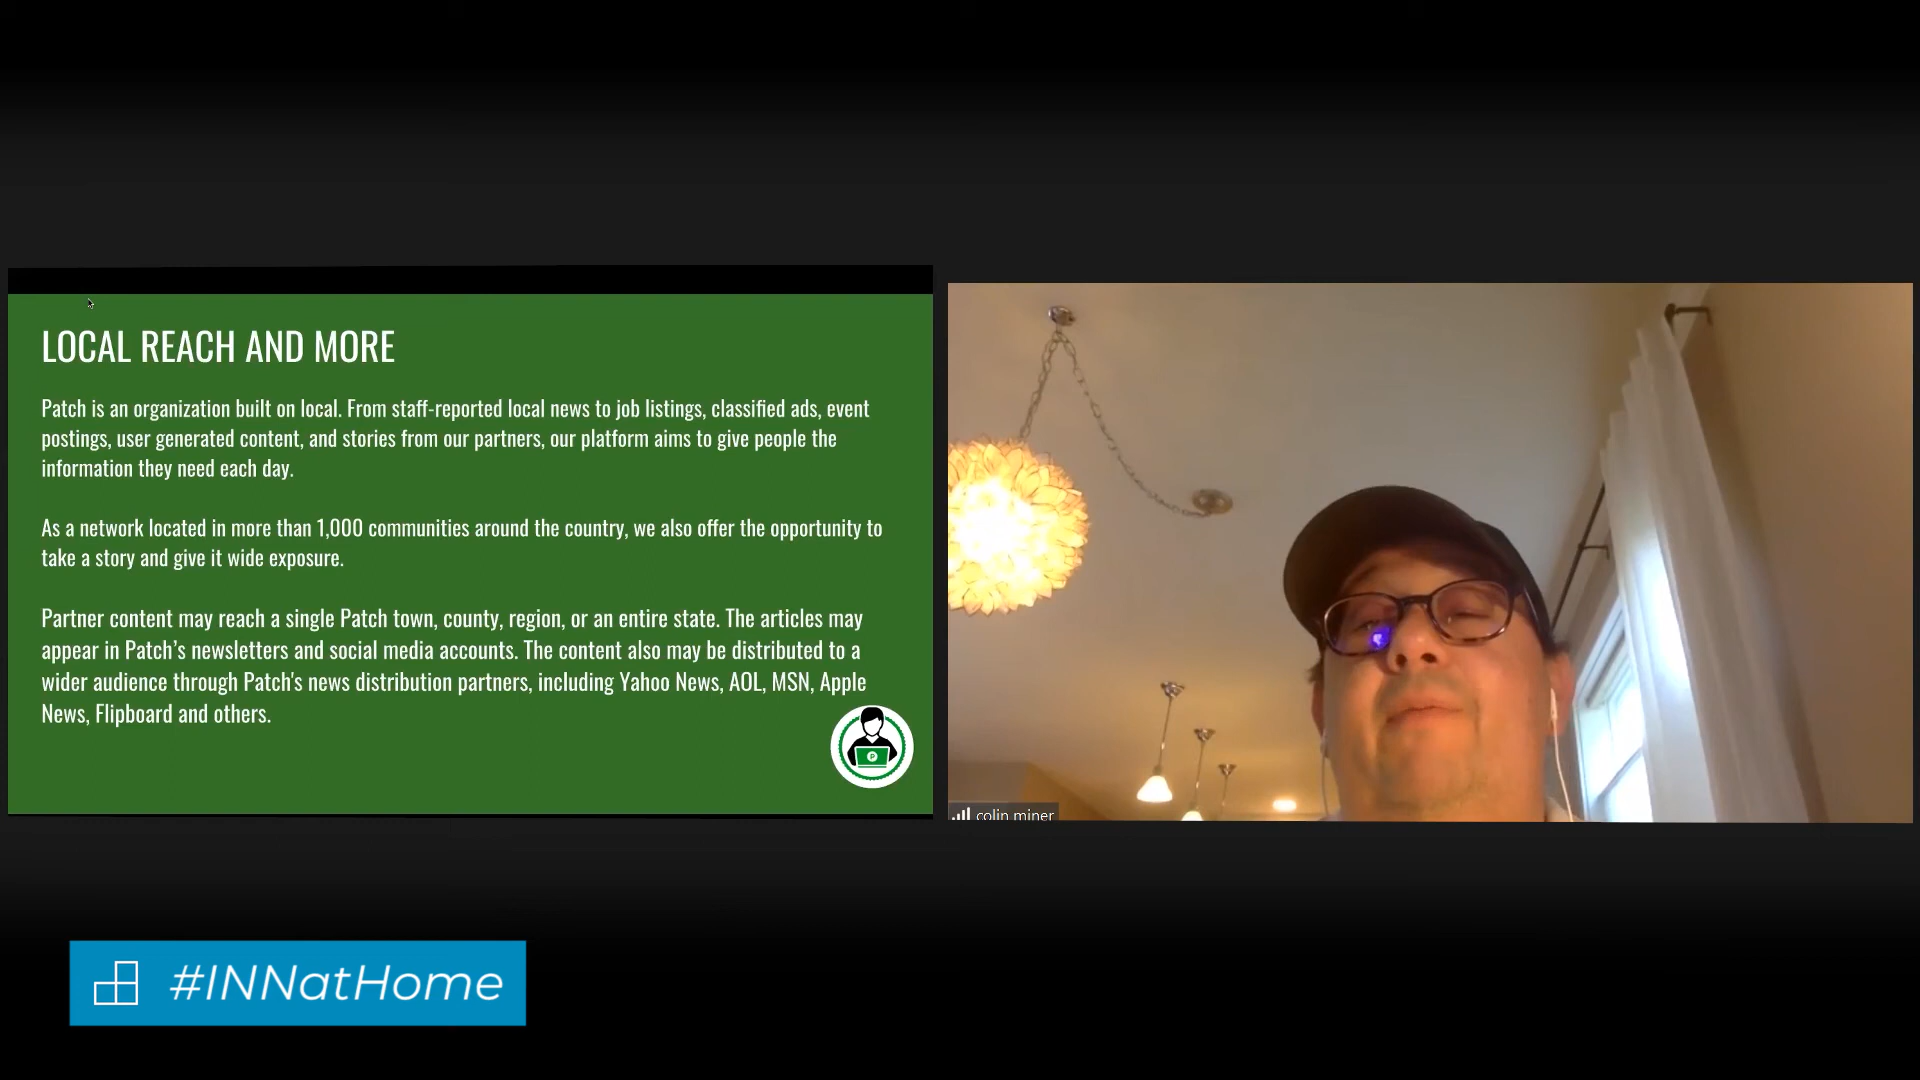 LOCAL REACH AND MORE
Patch is an organization built on local. From staff-reported local news to job listings, classified ads, event
postings, user generated content, and stories from our partners, our platform aims to give people the
information they need each day.
As a network located in more than 1,000 communities around the country, we also offer the opportunity to
take a story and give it wide exposure.
Partner content may reach a single Patch town, county, region, or an entire state. The articles may
appear in Patch’s newsletters and social media accounts. The content also may be distributed to a
wider audience through Patch's news distribution partners, including Yahoo News, AOL, MSN, Apple
News, Flipboard and others.
P
colin miner
#INNatHome